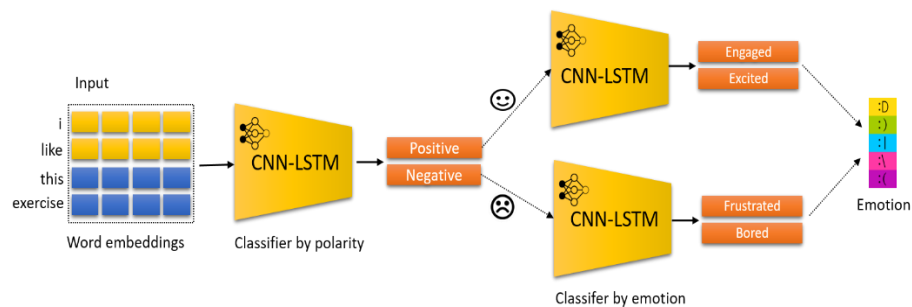 Input
i
like
this
exercise
Word embeddings
CNN-LSTM
Classifier by polarity
Positive
Negative
CNN-LSTM
Engaged
Excited
CNN-LSTM
Frustrated
Bored
Classifer by emotion
:D
:)
:|
:\
:(
Emotion